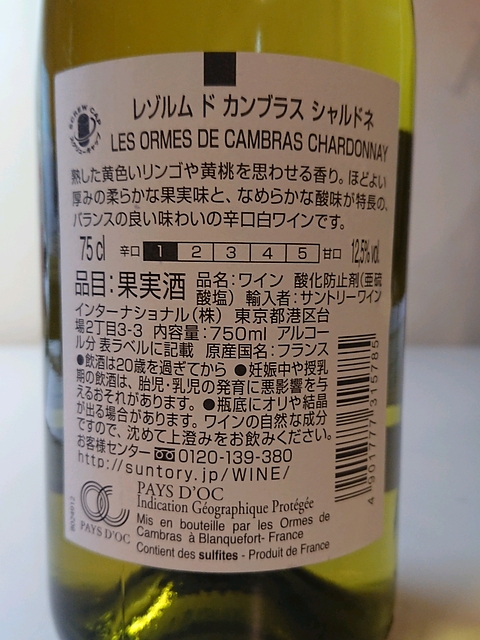 SCREW CAP
レゾルム ド カンブラス シャルドネ
LES ORMES DE CAMBRAS CHARDONNAY
熟した黄色いリンゴや黄桃を思わせる香り。ほどよい
厚みの柔らかな果実味と、なめらかな酸味が特長の、
バランスの良い味わいの辛口白ワインです。
75 cl 辛口 1 2 3 4 5 甘口 12,5% vol.
品目:果実酒 品名:ワイン 酸化防止剤(亜硫
酸塩) 輸入者:サントリーワイン
インターナショナル(株) 東京都港区台
場2丁目3-3 内容量:750ml アルコー
ル分 表ラベルに記載 原産国名:フランス
●飲酒は20歳を過ぎてから ●妊娠中や授乳
期の飲酒は、胎児・乳児の発育に悪影響を与
えるおそれがあります。 ●瓶底にオリや結晶
が出る場合があります。ワインの自然な成分
ですので、沈めて上澄みをお飲みください。
お客様センター 0120-139-380
http://suntory.jp/WINE/
4 901777 315785
PAYS D'OC
PAYS D'OC
Indication Géographique Protégée
Mis en bouteille par les Ormes de
Cambras à Blanquefort- France
Contient des sulfites - Produit de France